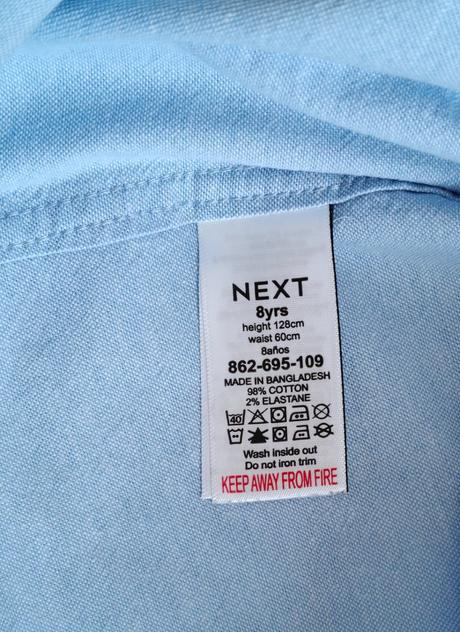 NEXT
8yrs
height 128cm
waist 60cm
8años
862-695-109
MADE IN BANGLADESH
98% COTTON
2% ELASTANE
40
Wash inside out
Do not iron trim
KEEP AWAY FROM FIRE